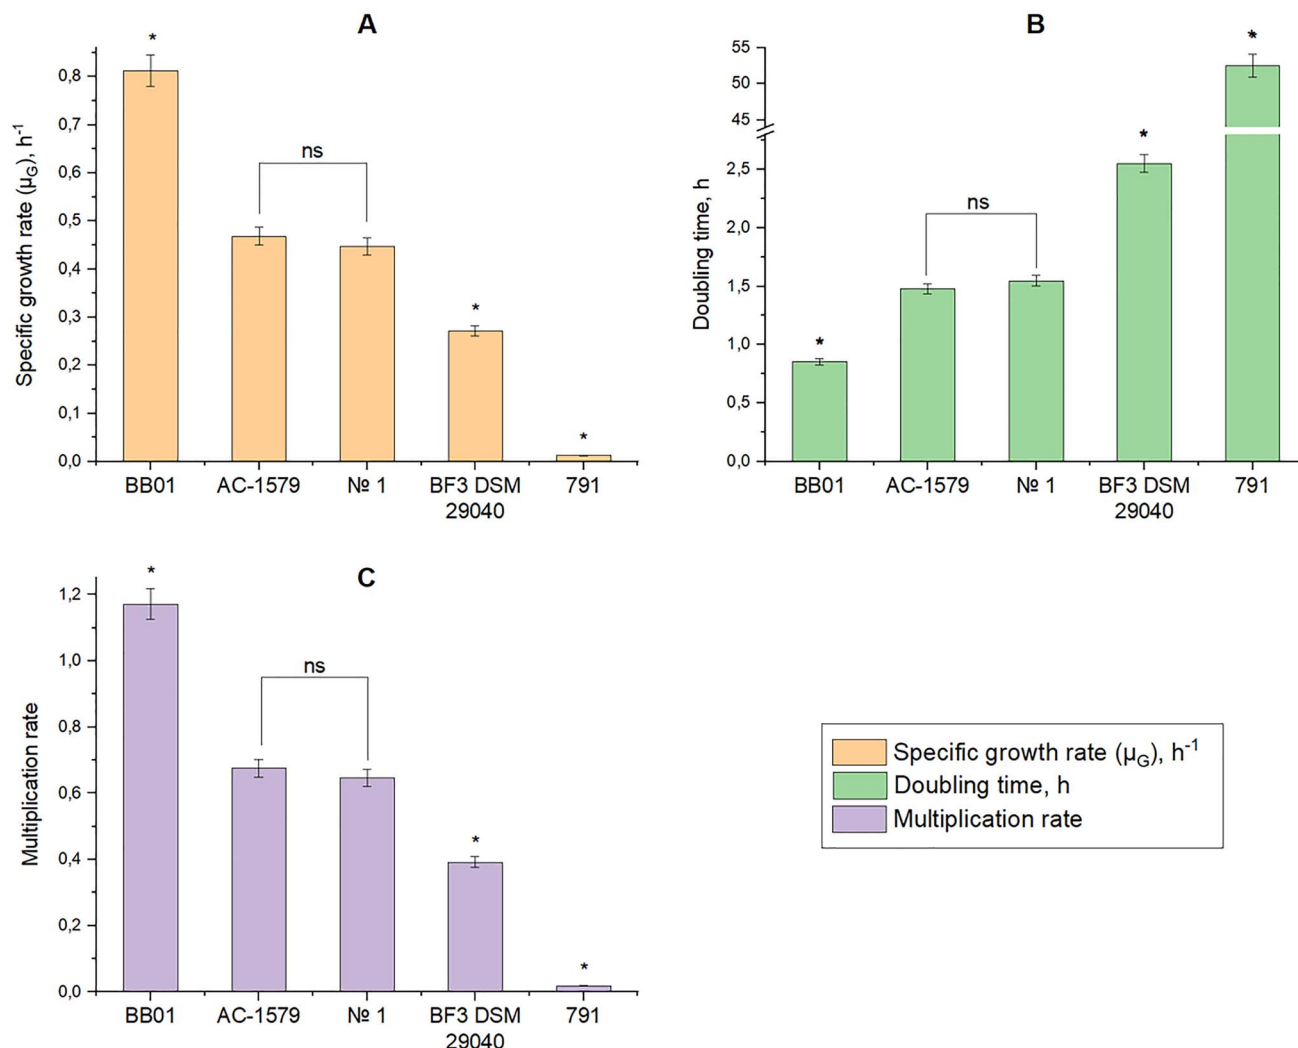 A
Specific growth rate (µG), h-1
0,8
0,7
0,6
0,5
0,4
0,3
0,2
0,1
0,0
*
ns
*
*
BB01
AC-1579
№ 1
BF3 DSM
29040
791
B
Doubling time, h
55
50
45
2,5
2,0
1,5
1,0
0,5
0,0
*
ns
*
*
BB01
AC-1579
№ 1
BF3 DSM
29040
791
C
Multiplication rate
1,2
1,0
0,8
0,6
0,4
0,2
0,0
*
ns
*
*
BB01
AC-1579
№ 1
BF3 DSM
29040
791
Specific growth rate (µG), h-1
Doubling time, h
Multiplication rate